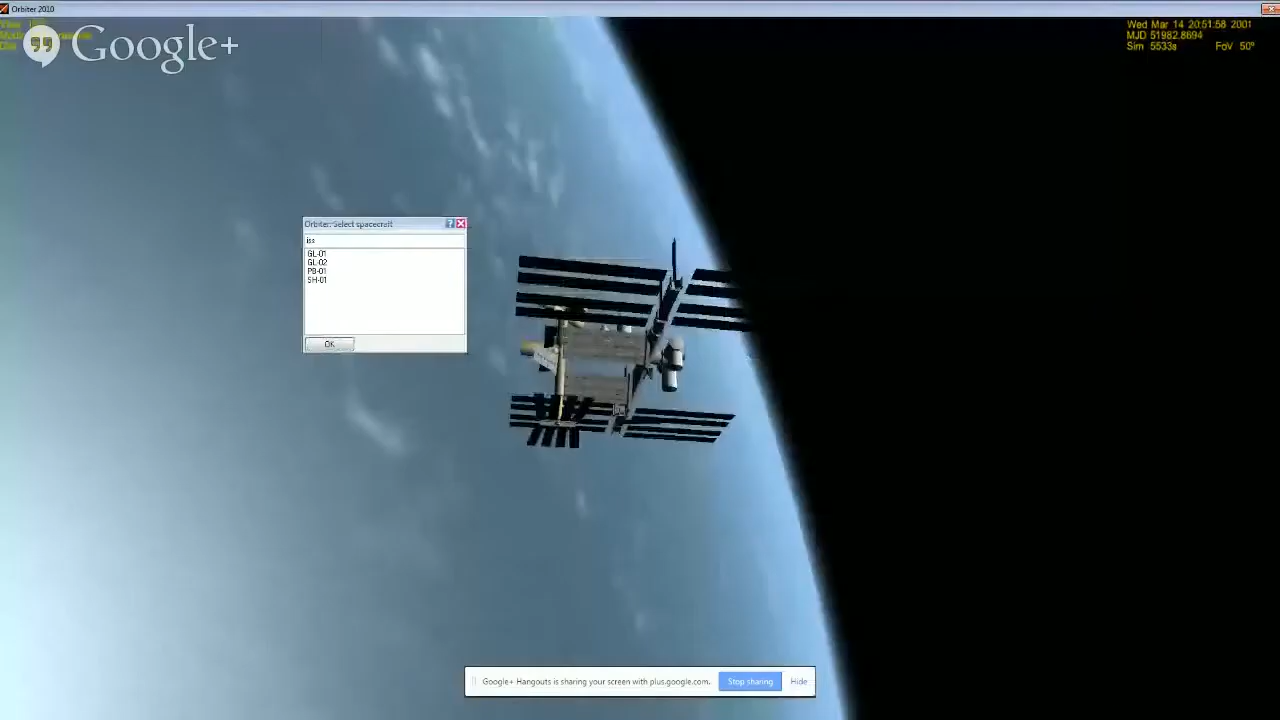 Orbiter 2010
Google+
Wed Mar 14 20:51:58 2001
MJD 51982.8694
Sim 5533s FoV 50°
Orbiter: Select spacecraft
iss
GL-01
GL-02
PB-01
SH-01
OK
Google+ Hangouts is sharing your screen with plus.google.com.
Stop sharing
Hide